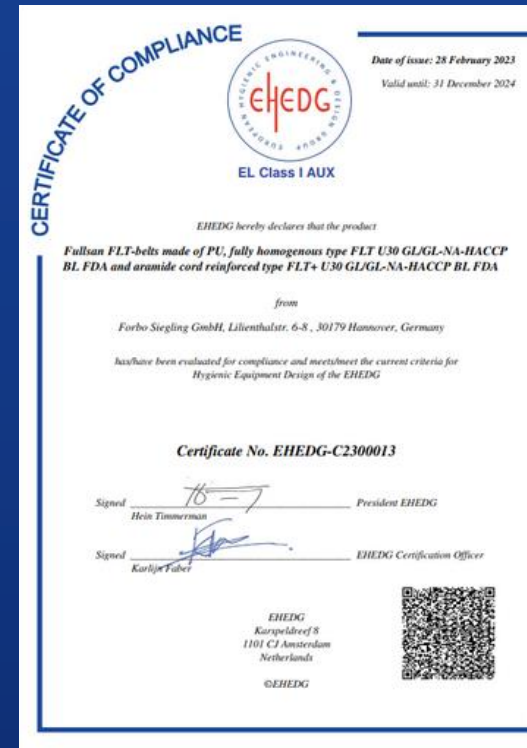 CERTIFICATE OF COMPLIANCE
EUROPEAN HYGIENIC ENGINEERING & DESIGN GROUP
EHEDG
EL Class I AUX
Date of issue: 28 February 2023
Valid until: 31 December 2024
EHEDG hereby declares that the product
Fullsan FLT-belts made of PU, fully homogenous type FLT U30 GL/GL-NA-HACCP
BL FDA and aramide cord reinforced type FLT+ U30 GL/GL-NA-HACCP BL FDA
from
Forbo Siegling GmbH, Lilienthalstr. 6-8 , 30179 Hannover, Germany
has/have been evaluated for compliance and meets/meet the current criteria for
Hygienic Equipment Design of the EHEDG
Certificate No. EHEDG-C2300013
Signed President EHEDG
Hein Timmerman
Signed EHEDG Certification Officer
Karlijn Faber
EHEDG
Karspeldreef 8
1101 CJ Amsterdam
Netherlands
©EHEDG